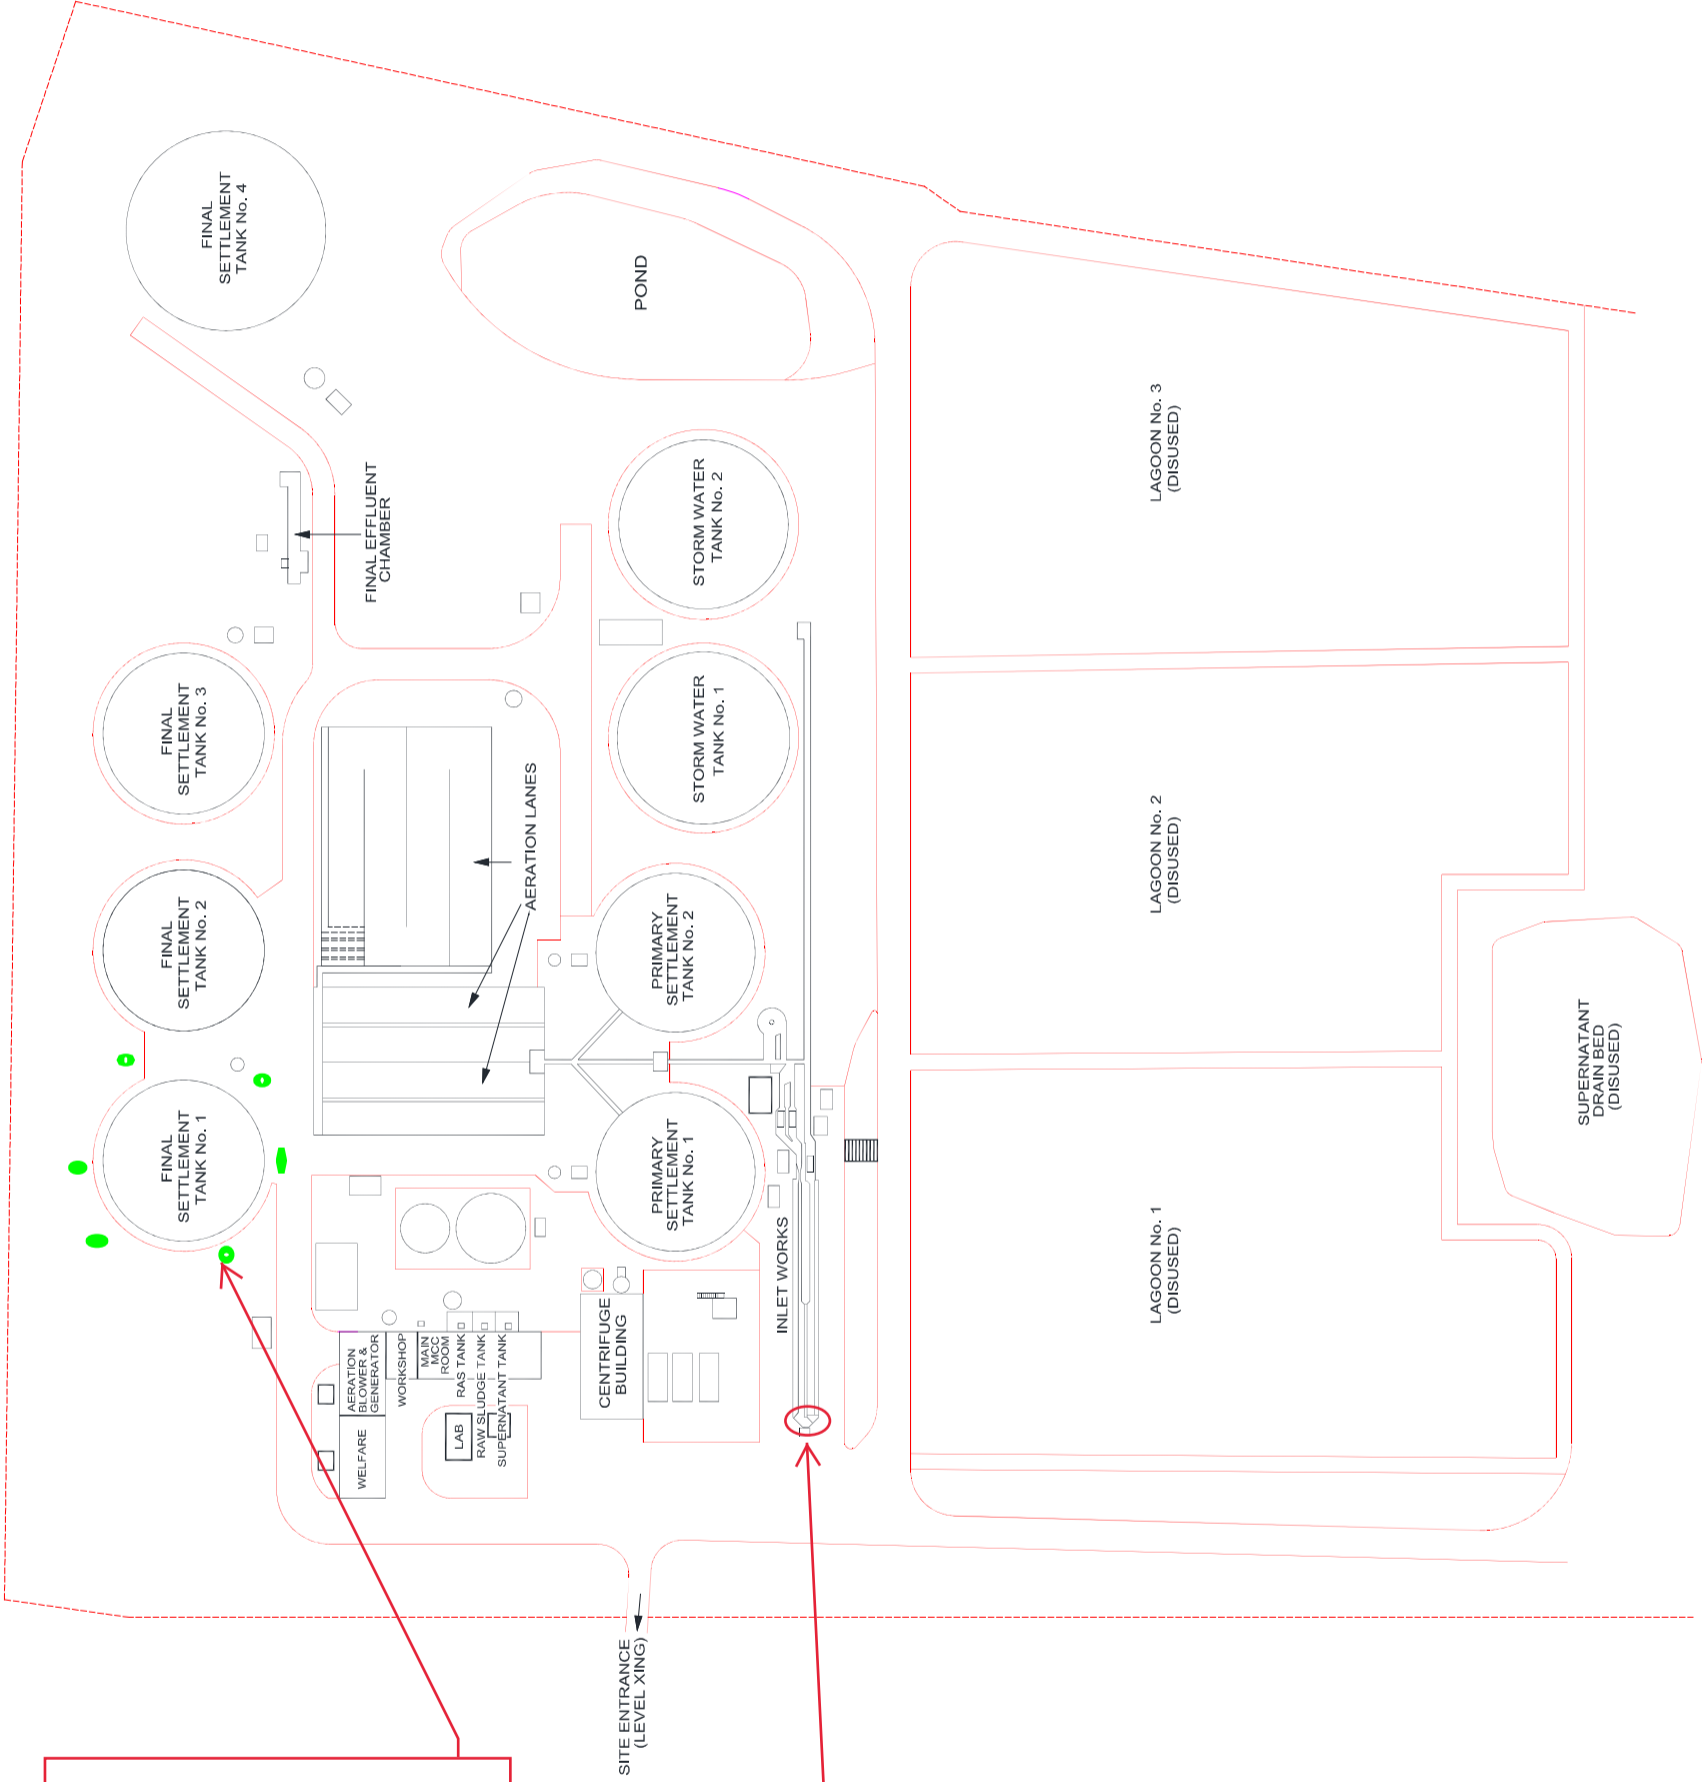 FINAL
SETTLEMENT
TANK No. 4
POND
FINAL EFFLUENT
CHAMBER
STORM WATER
TANK No. 2
LAGOON No. 3
(DISUSED)
FINAL
SETTLEMENT
TANK No. 3
STORM WATER
TANK No. 1
AERATION LANES
LAGOON No. 2
(DISUSED)
FINAL
SETTLEMENT
TANK No. 2
PRIMARY
SETTLEMENT
TANK No. 2
SUPERNATANT
DRAIN BED
(DISUSED)
FINAL
SETTLEMENT
TANK No. 1
PRIMARY
SETTLEMENT
TANK No. 1
INLET WORKS
LAGOON No. 1
(DISUSED)
AERATION
BLOWER &
GENERATOR
WORKSHOP
MAIN
MCC
ROOM
RAS TANK
RAW SLUDGE TANK
SUPERNATANT TANK
CENTRIFUGE
BUILDING
WELFARE
LAB
SITE ENTRANCE
(LEVEL XING)